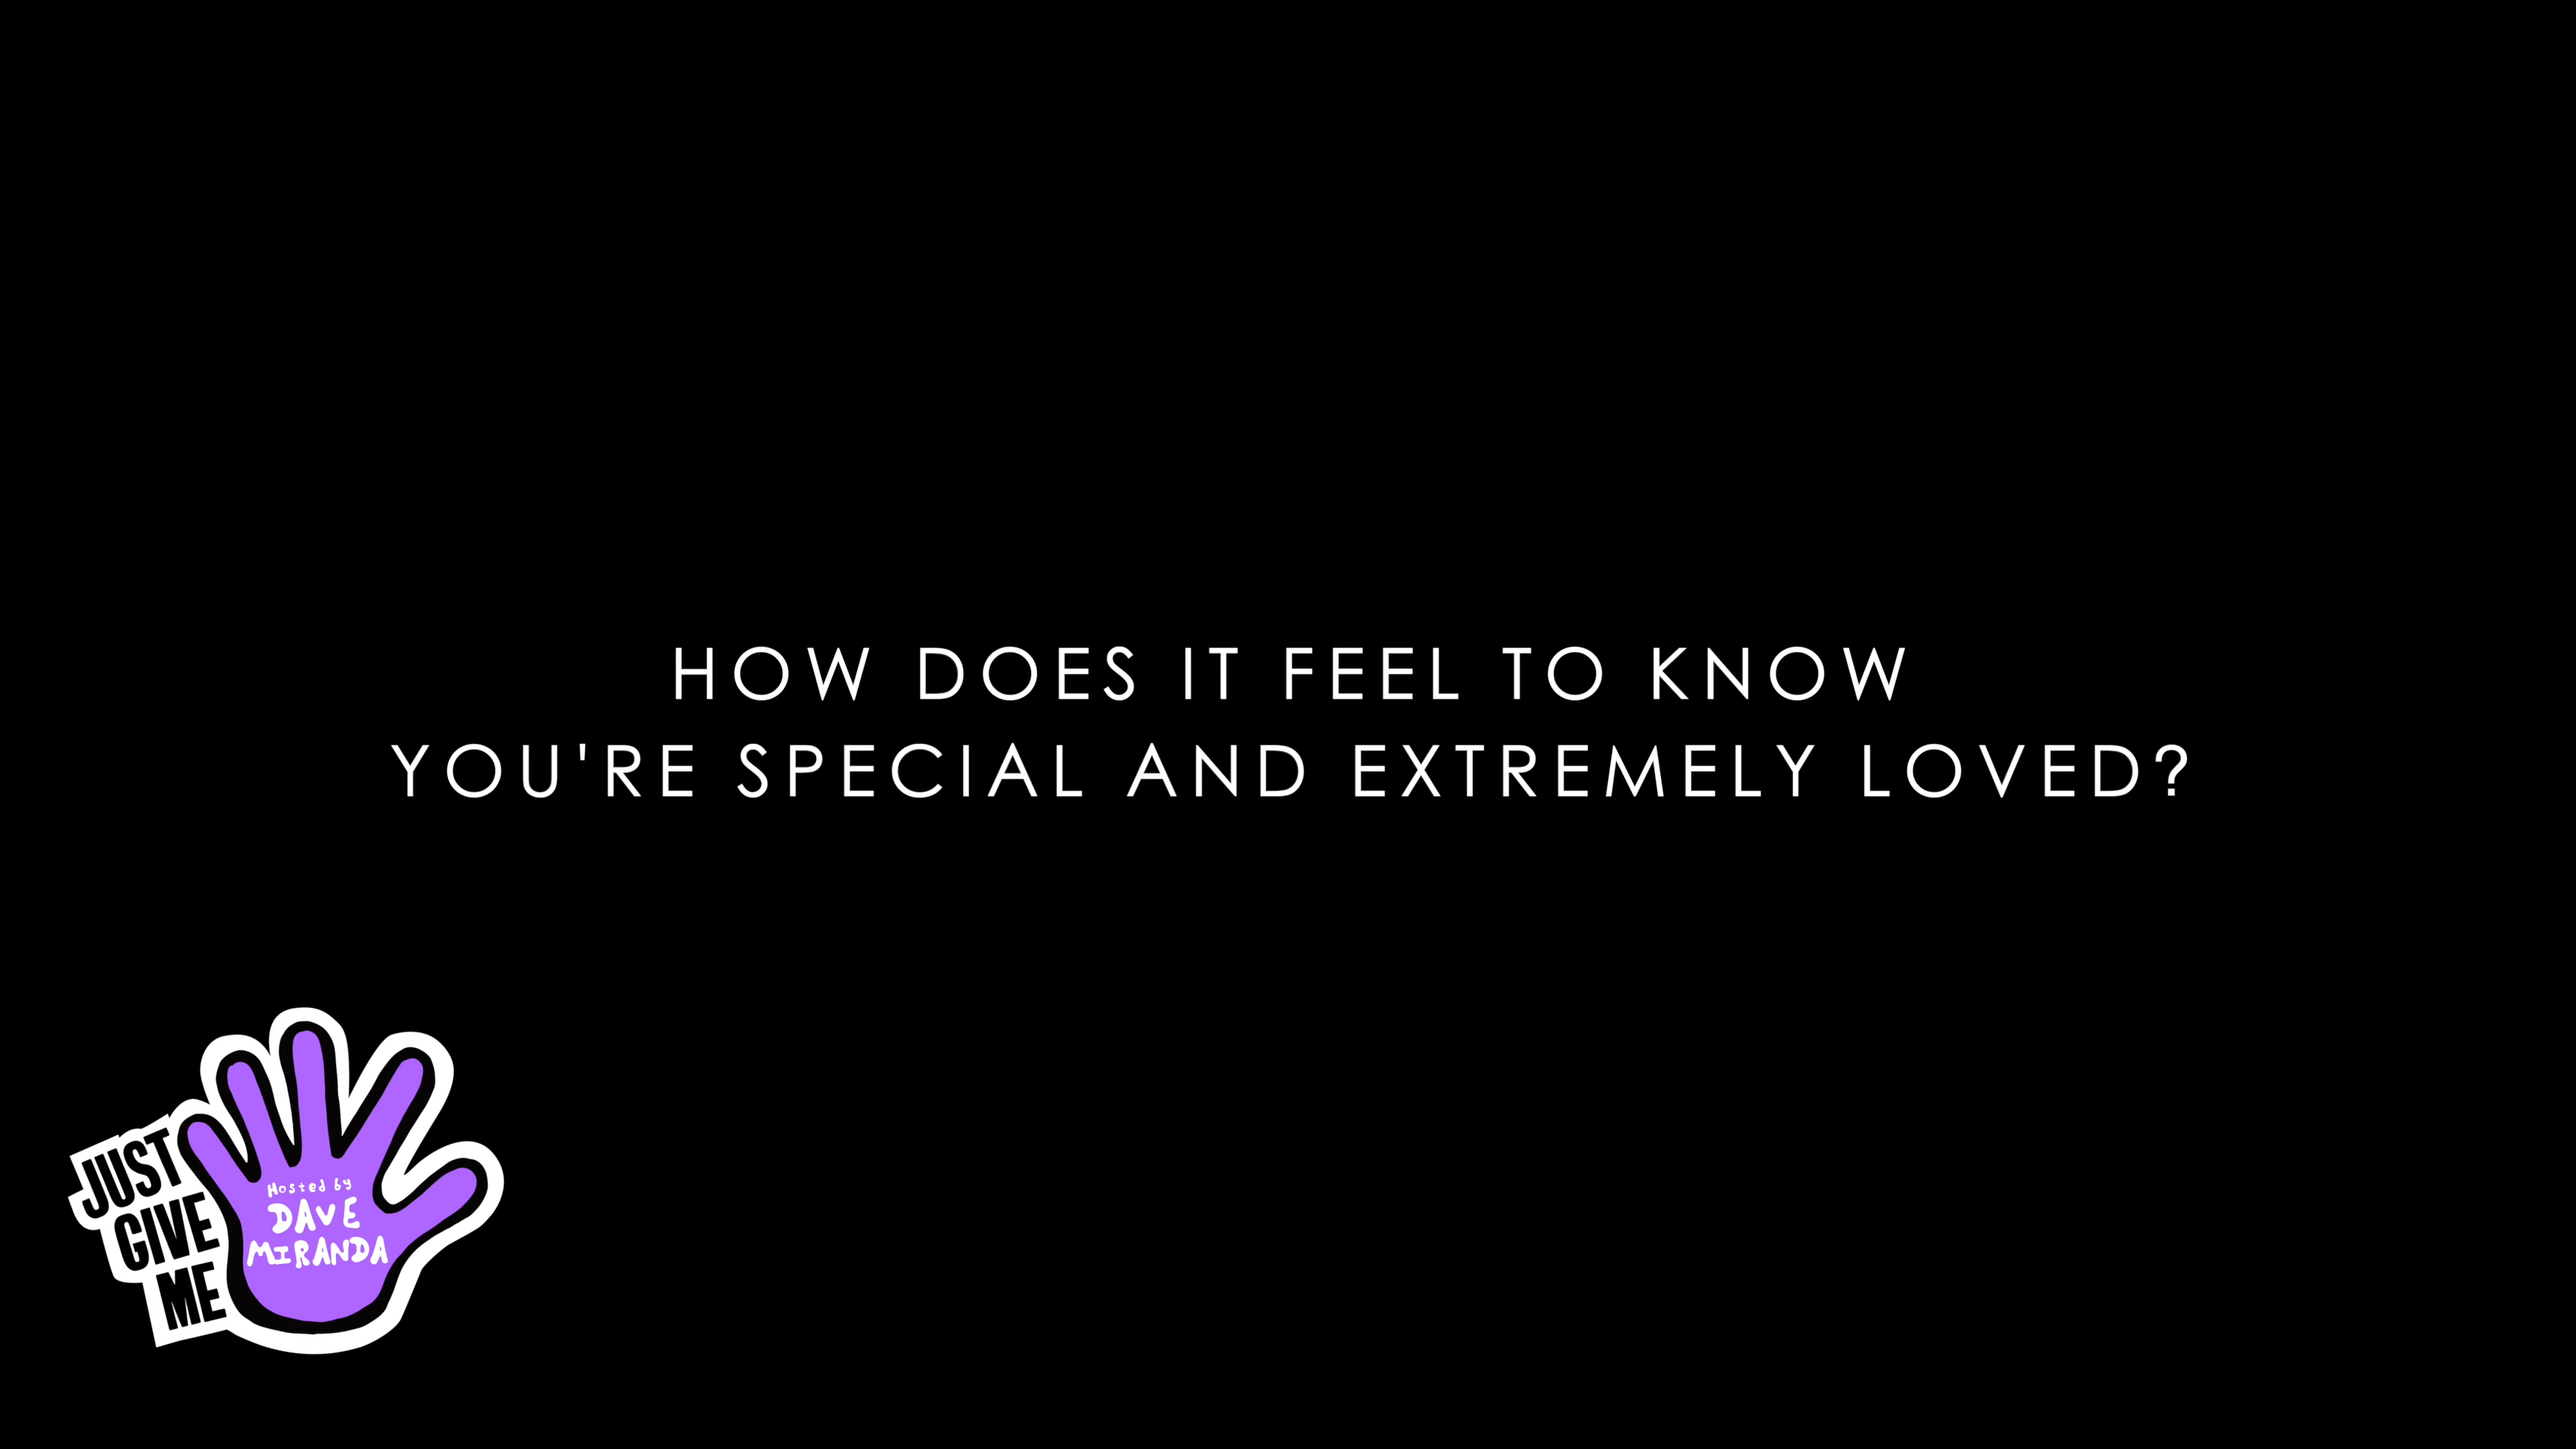 HOW DOES IT FEEL TO KNOW
YOU'RE SPECIAL AND EXTREMELY LOVED?
JUST
GIVE
ME
Hosted by
DAVE
MIRANDA